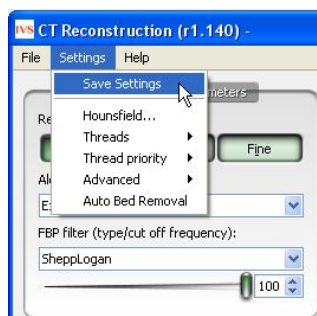 IVS CT Reconstruction (r1.140) -
File Settings Help
Save Settings
meters
Hounsfield...
Threads
Fine
Thread priority
Advanced
Auto Bed Removal
FBP filter (type/cut off frequency):
SheppLogan
100